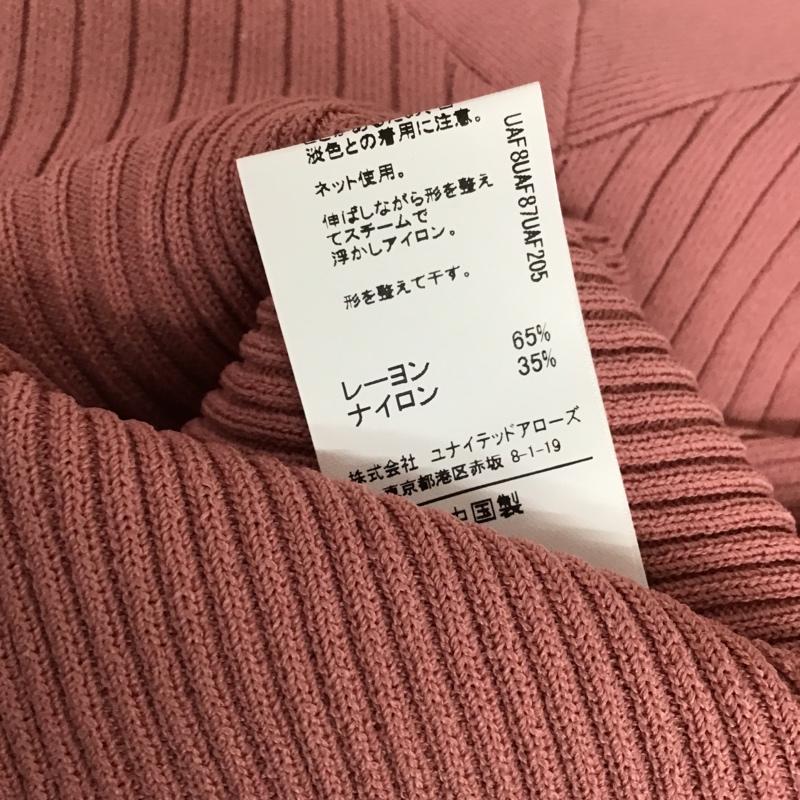 淡色との着用に注意。
ネット使用。
伸ばしながら形を整え
てスチームで
浮かしアイロン。
形を整えて干す。
レーヨン 65%
ナイロン 35%
株式会社 ユナイテッドアローズ
東京都港区赤坂 8-1-19
中国製
UAF8UAF87UAF205